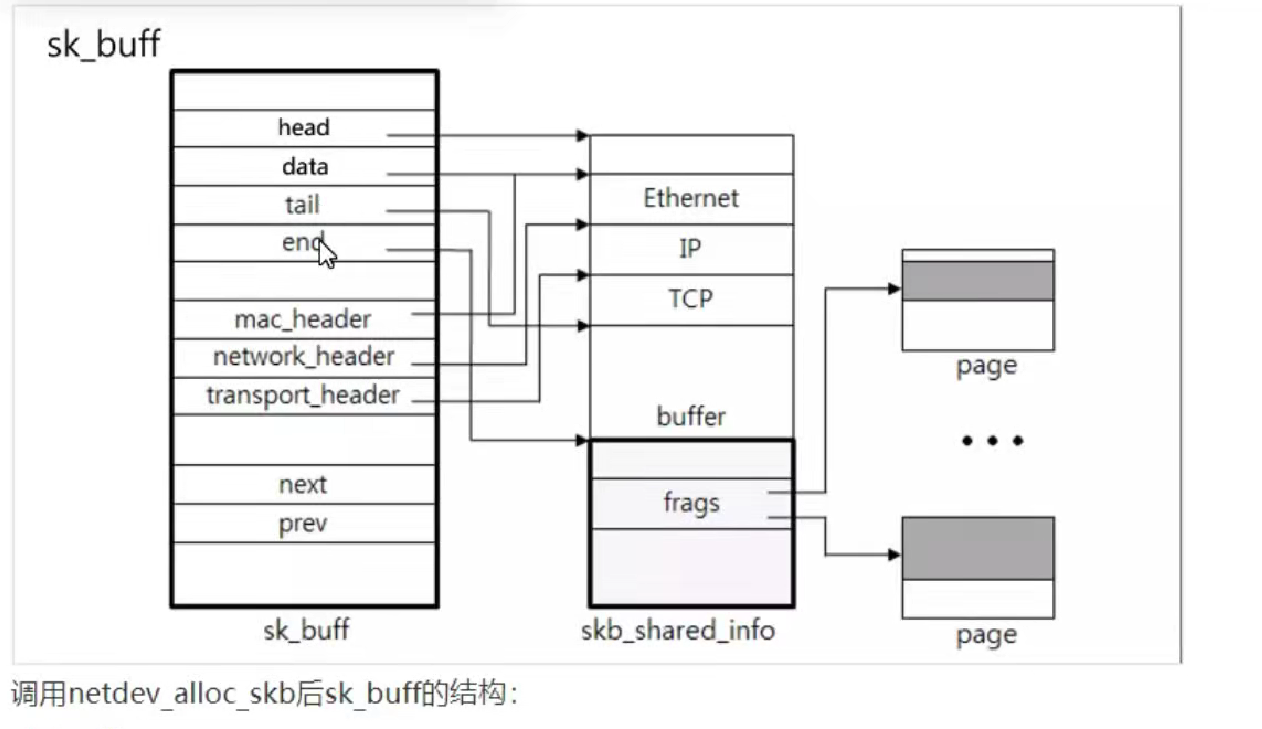 sk_buff
head
data
tail
end
mac_header
network_header
transport_header
next
prev
sk_buff
Ethernet
IP
TCP
buffer
frags
skb_shared_info
page
page
调用netdev_alloc_skb后sk_buff的结构：